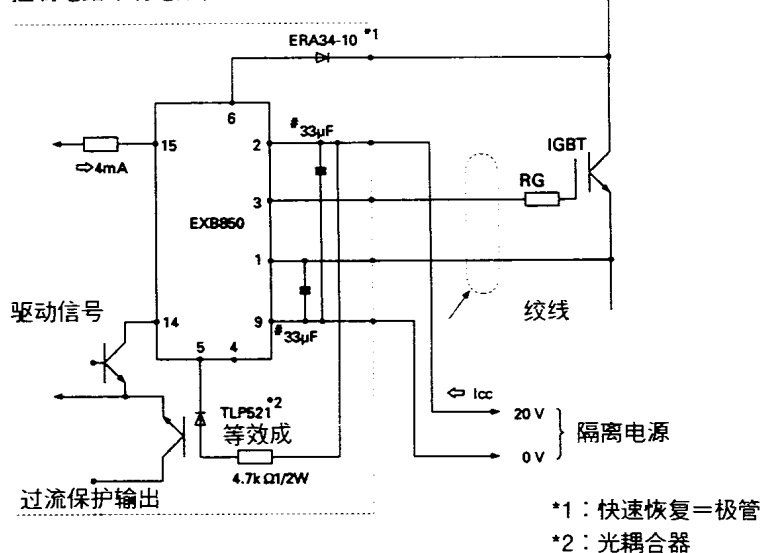 ERA34-10 *1
6
15
2
#33μF
⇨4mA
IGBT
RG
3
EXB850
1
驱动信号
14
9
#33μF
绞线
5
4
TLP521*2
等效成
⇦ Icc
20 V
0 V
隔离电源
4.7k Ω1/2W
过流保护输出
*1：快速恢复＝极管
*2：光耦合器